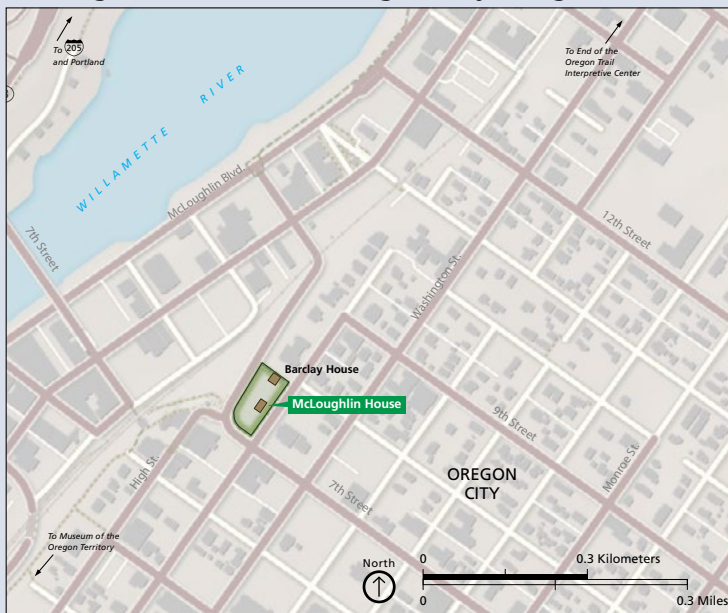 To 205
and Portland
To End of the
Oregon Trail
Interpretive Center
WILLAMETTE RIVER
McLoughlin Blvd.
7th Street
12th Street
Washington St.
Barclay House
McLoughlin House
9th Street
Monroe St.
OREGON
CITY
High St.
7th Street
To Museum of the
Oregon Territory
North
0 0.3 Kilometers
0 0.3 Miles